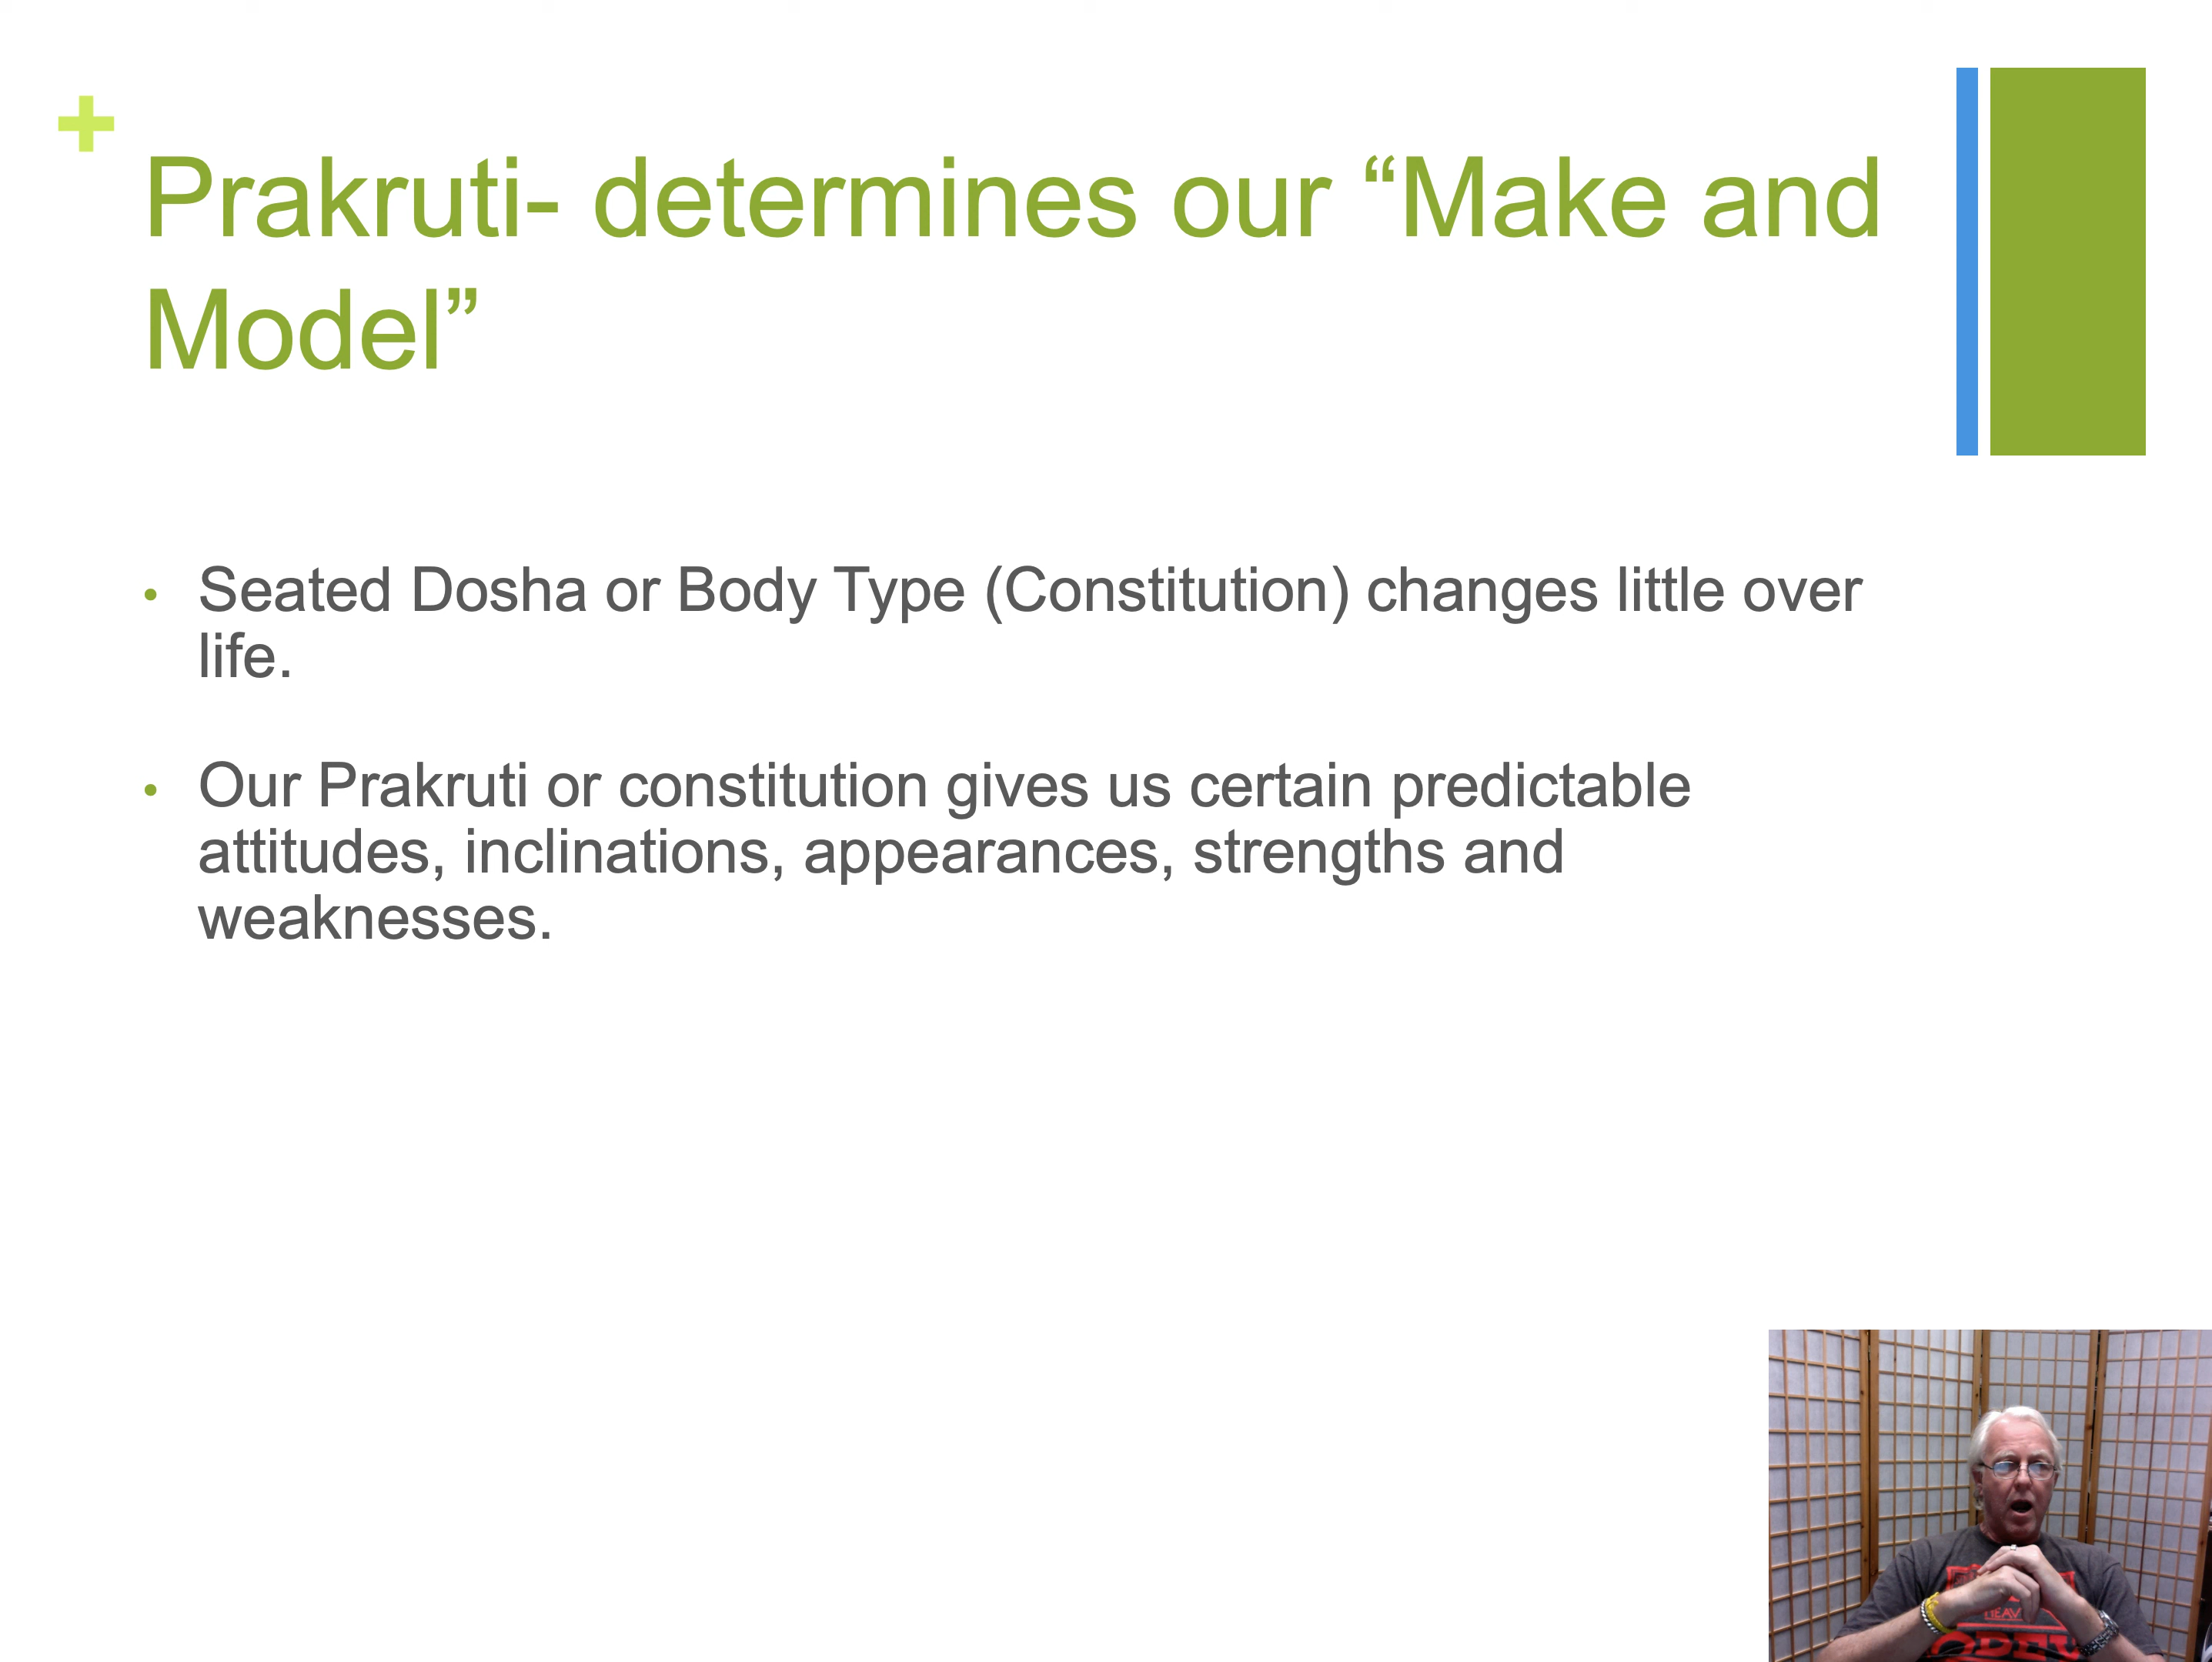 Prakruti- determines our “Make and
Model”
• Seated Dosha or Body Type (Constitution) changes little over
life.
• Our Prakruti or constitution gives us certain predictable
attitudes, inclinations, appearances, strengths and
weaknesses.
HEAV